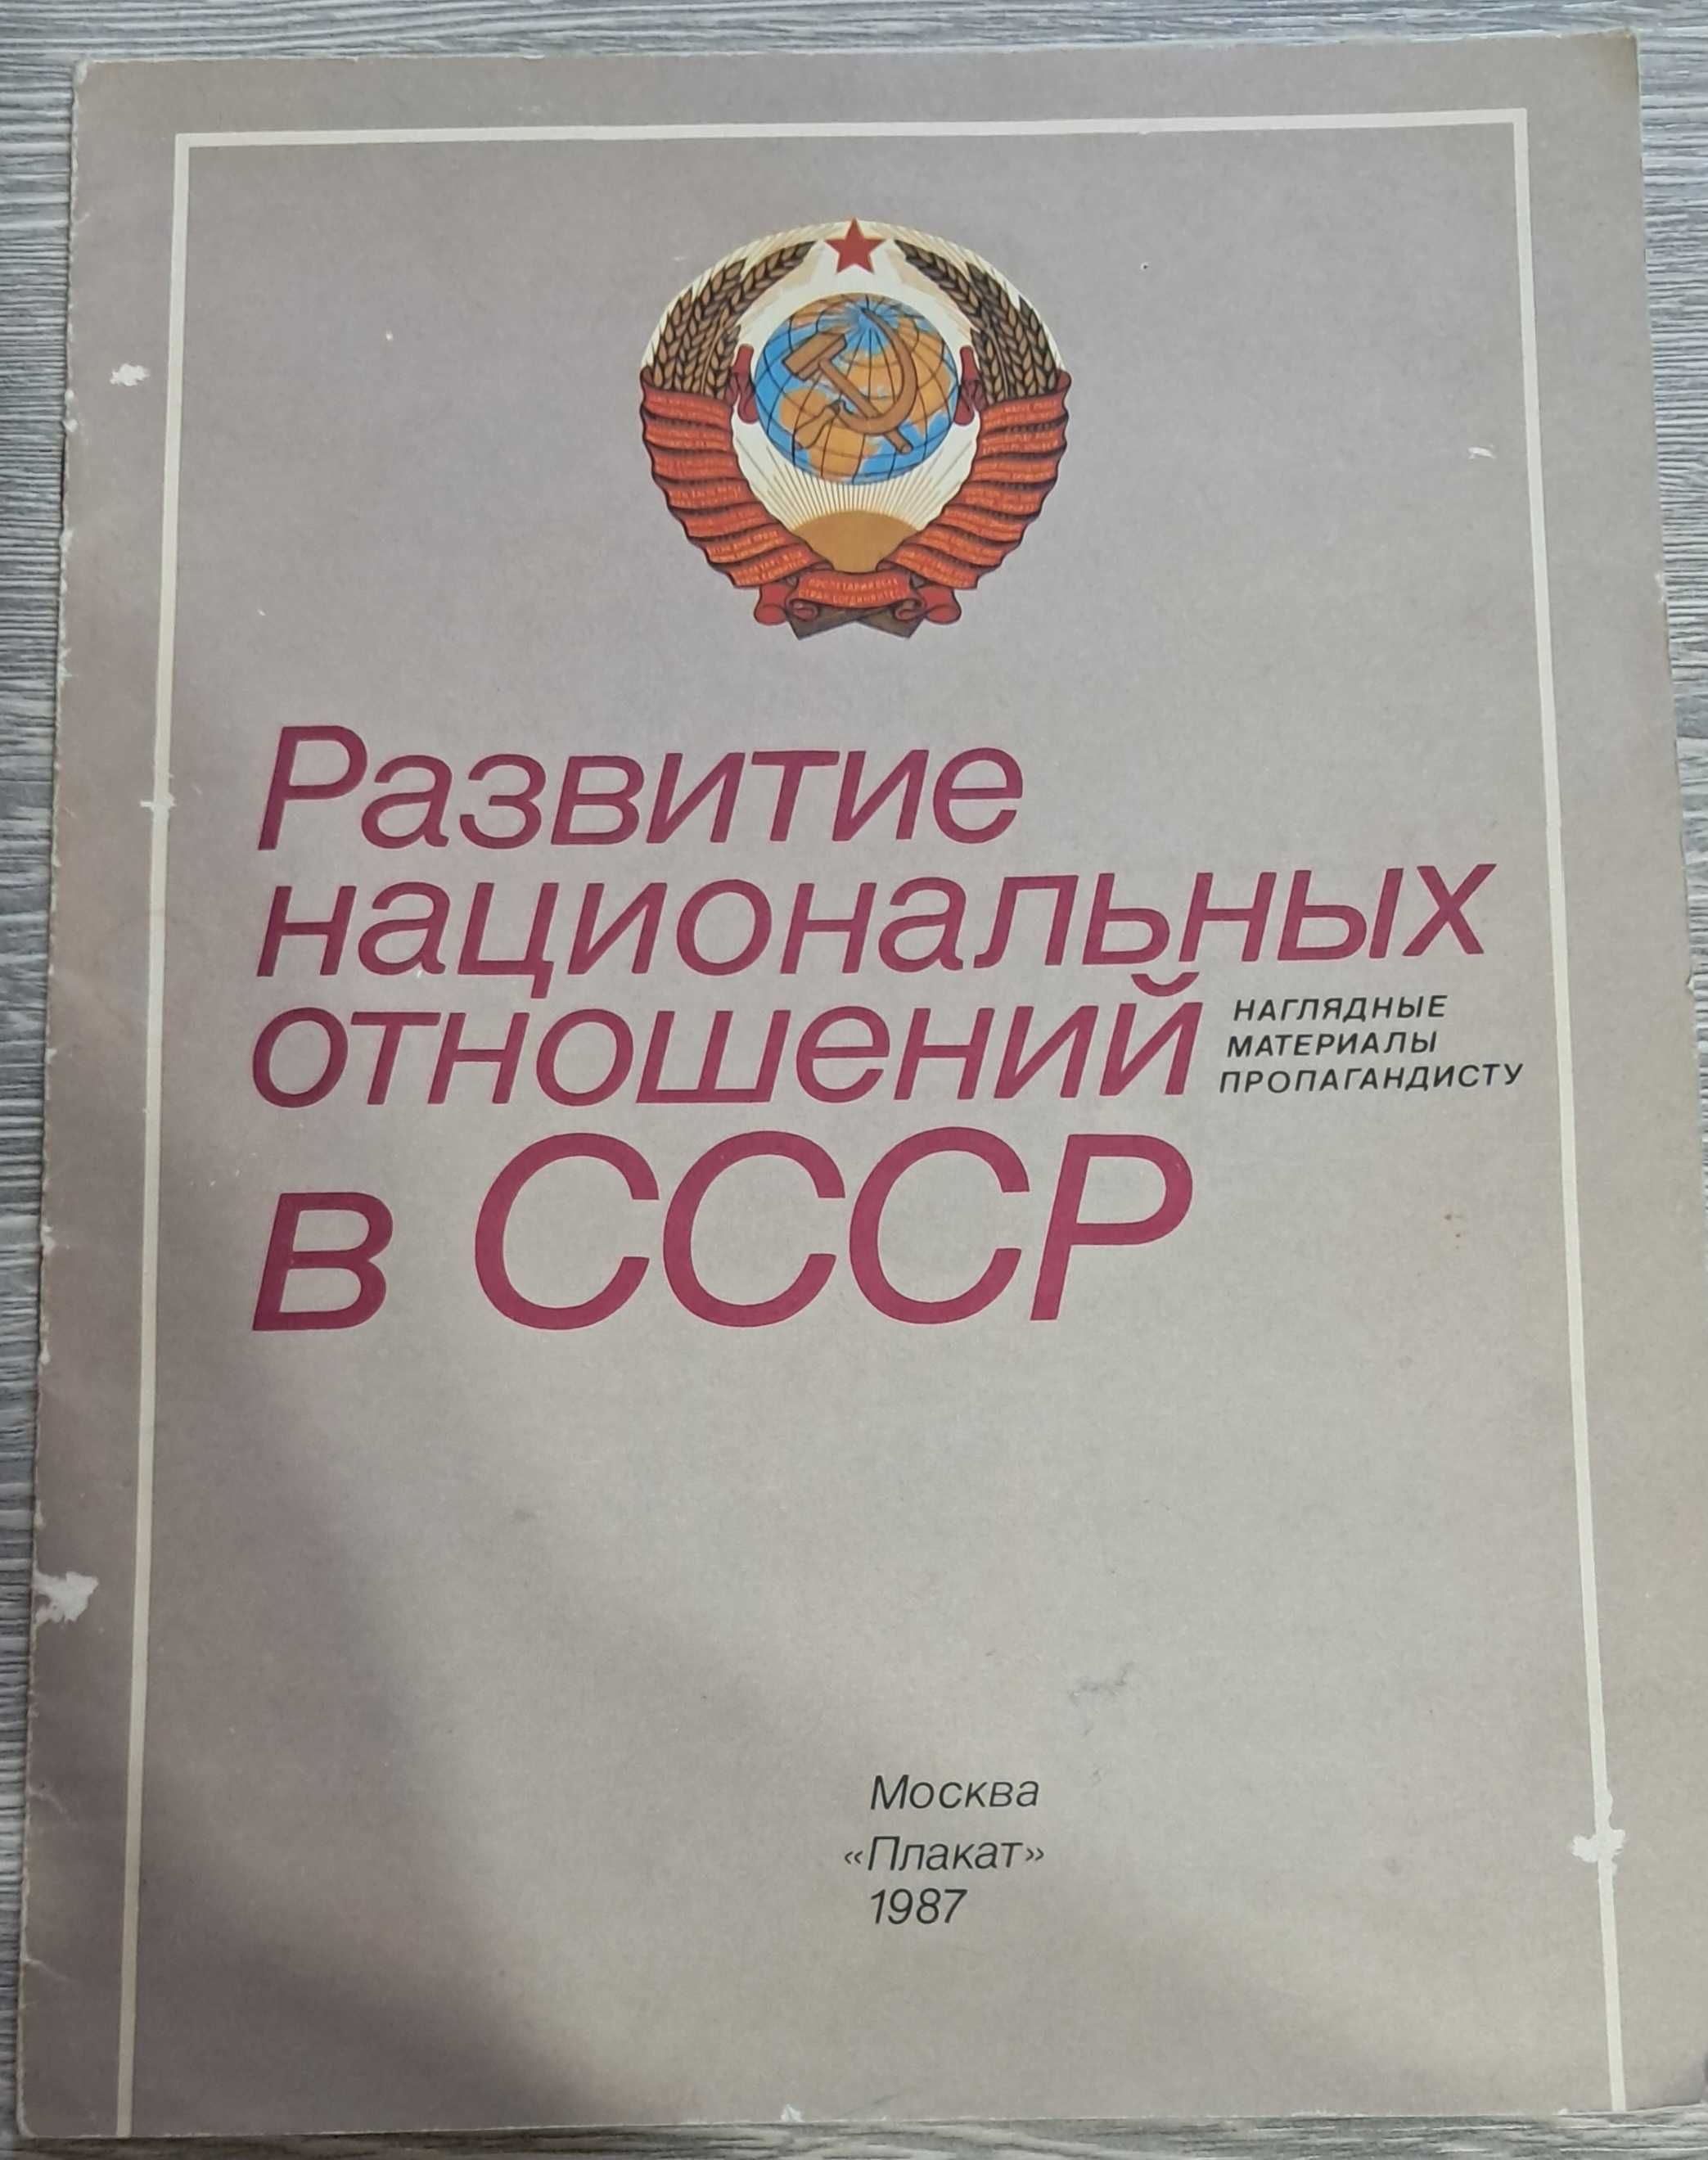 Развитие
национальных
отношений
НАГЛЯДНЫЕ
МАТЕРИАЛЫ
ПРОПАГАНДИСТУ
в СССР
Москва
«Плакат»
1987